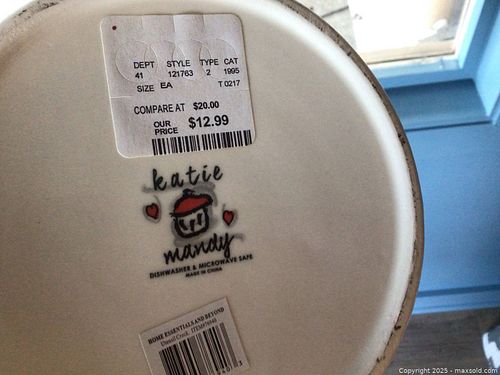 DEPT STYLE TYPE CAT
41 121763 2 1995
SIZE EA T.0217
COMPARE AT $20.00
OUR PRICE $12.99
katie
mandy
DISHWASHER & MICROWAVE SAFE
MADE IN CHINA
HOME ESSENTIALS AND BEYOND
Copyright 2025 - maxsold.com